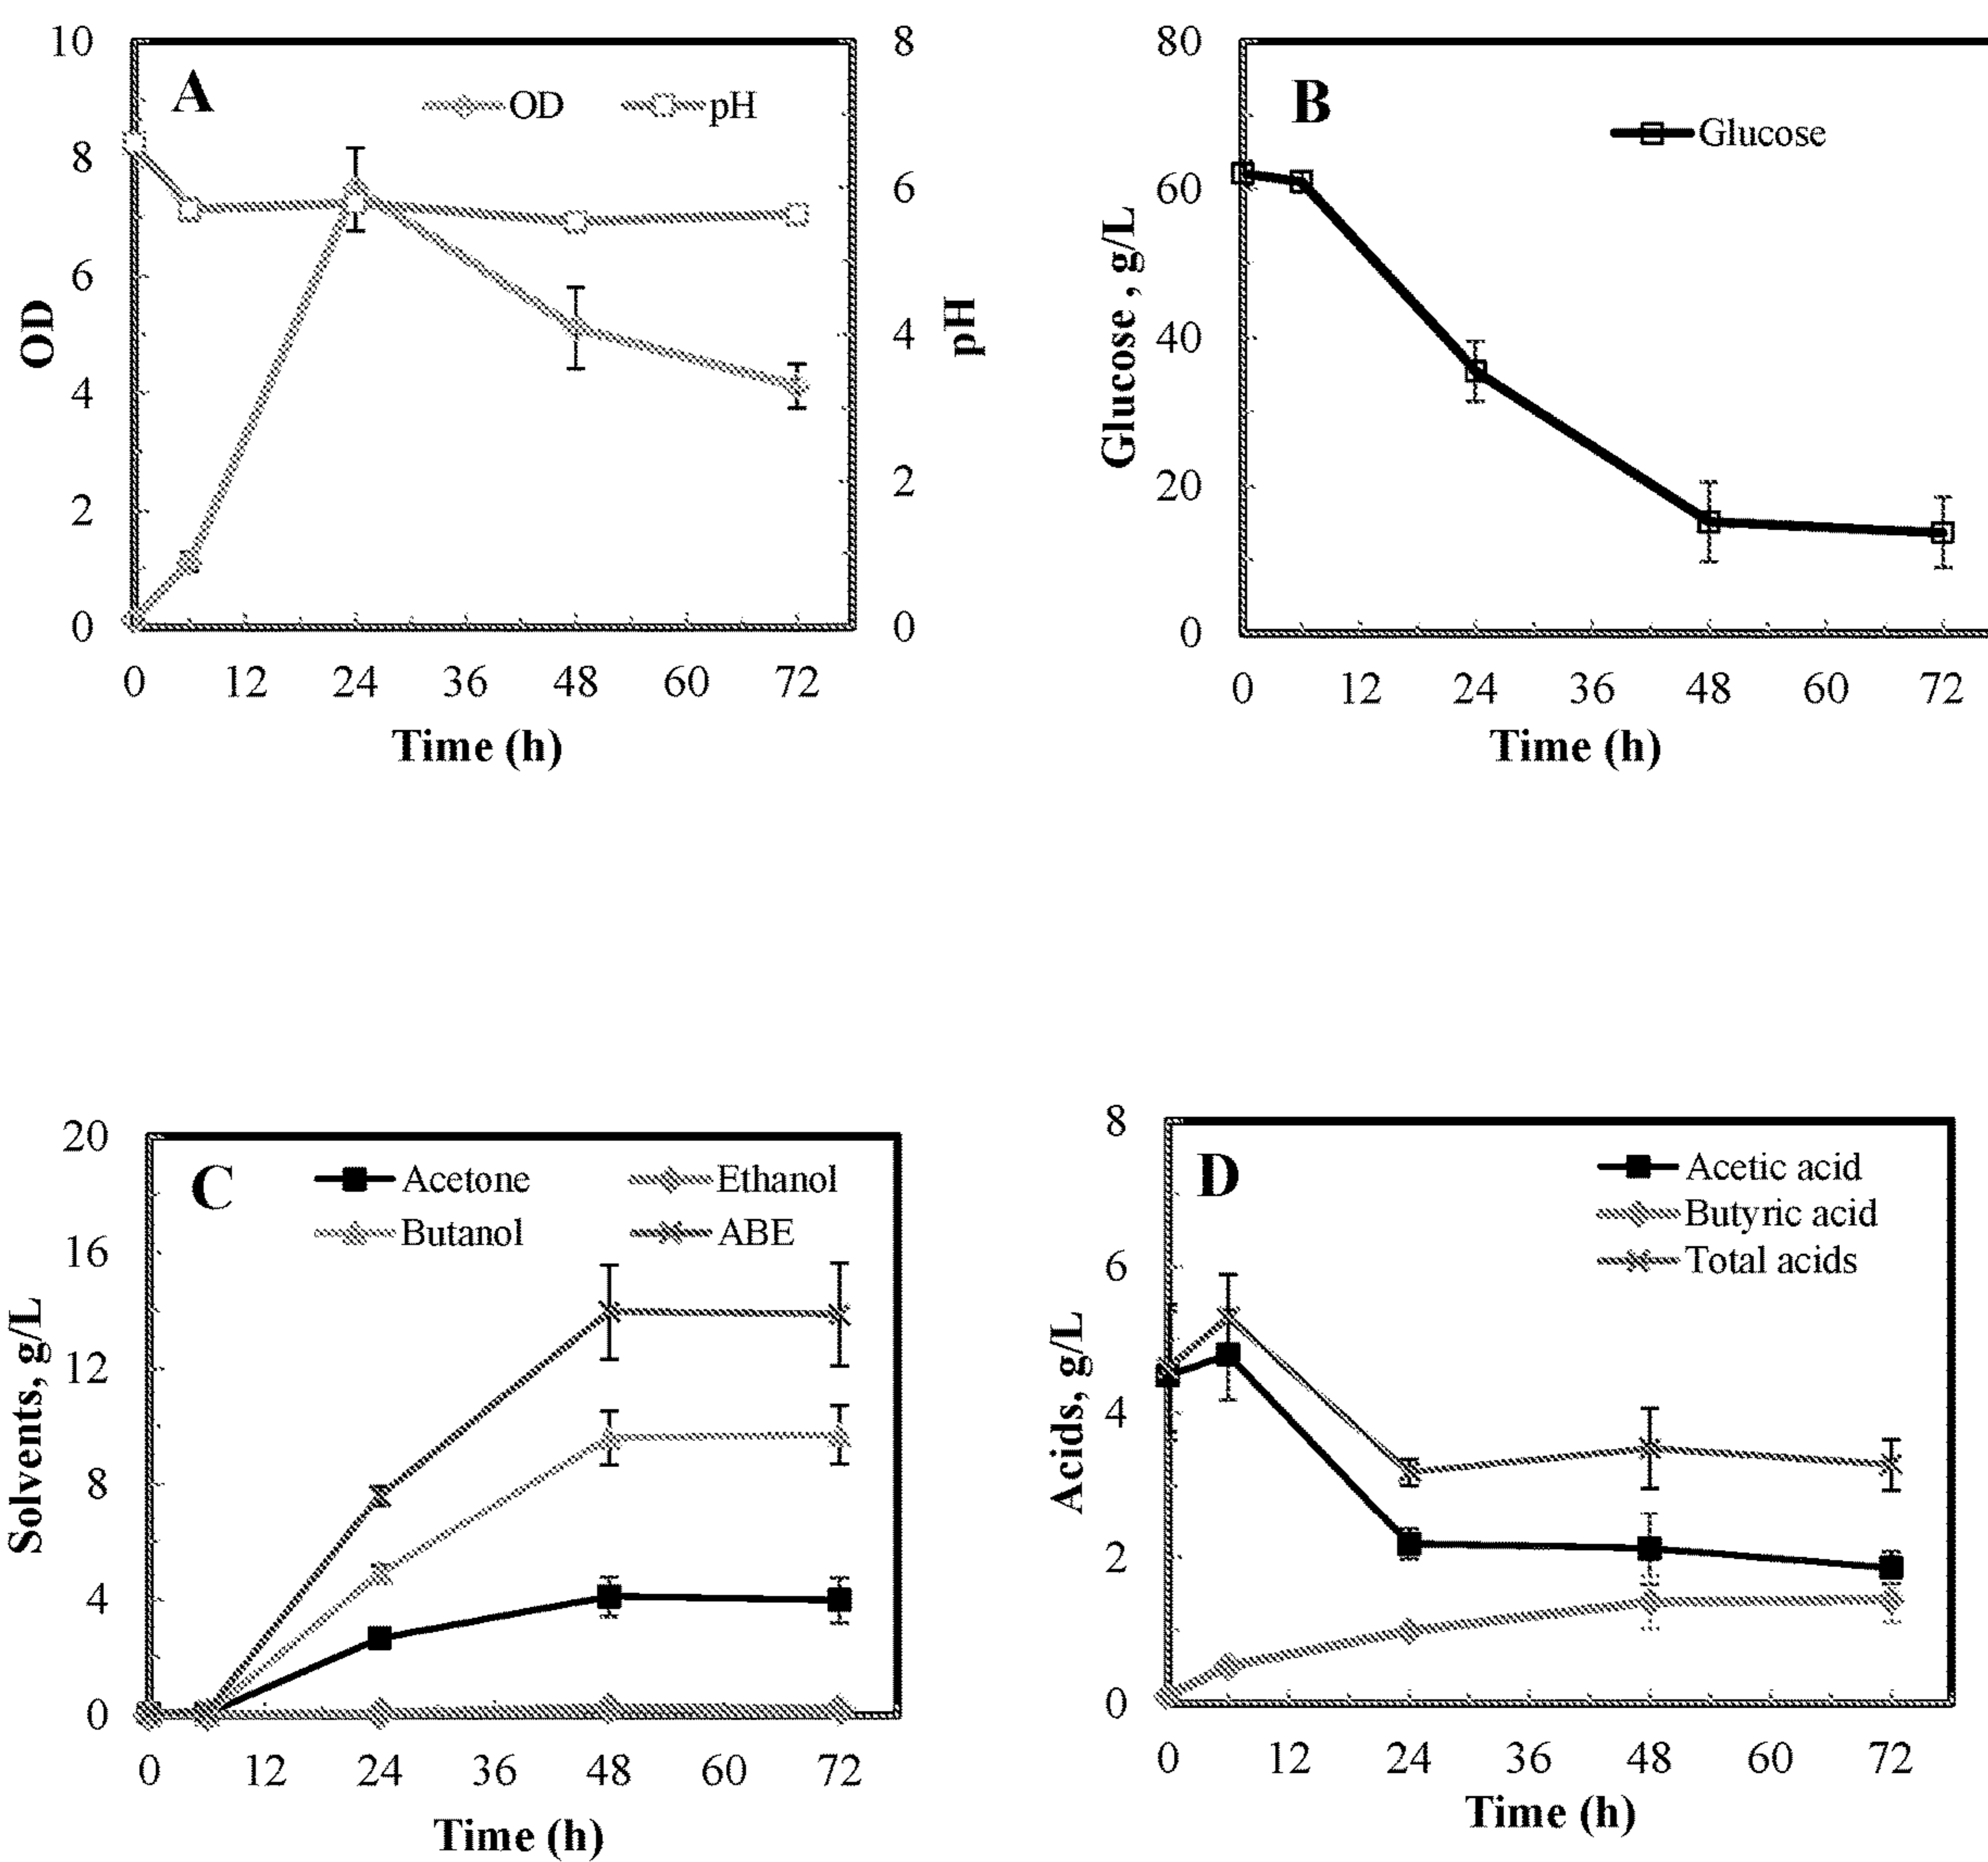 10
8
A
OD
pH
8
6
6
4
4
2
2
0
0
OD
pH
0 12 24 36 48 60 72
Time (h)
80
B
Glucose
60
40
20
0
Glucose , g/L
0 12 24 36 48 60 72
Time (h)
20
C
Acetone
Ethanol
Butanol
ABE
16
12
8
4
0
Solvents, g/L
0 12 24 36 48 60 72
Time (h)
8
D
Acetic acid
Butyric acid
Total acids
6
4
2
0
Acids, g/L
0 12 24 36 48 60 72
Time (h)